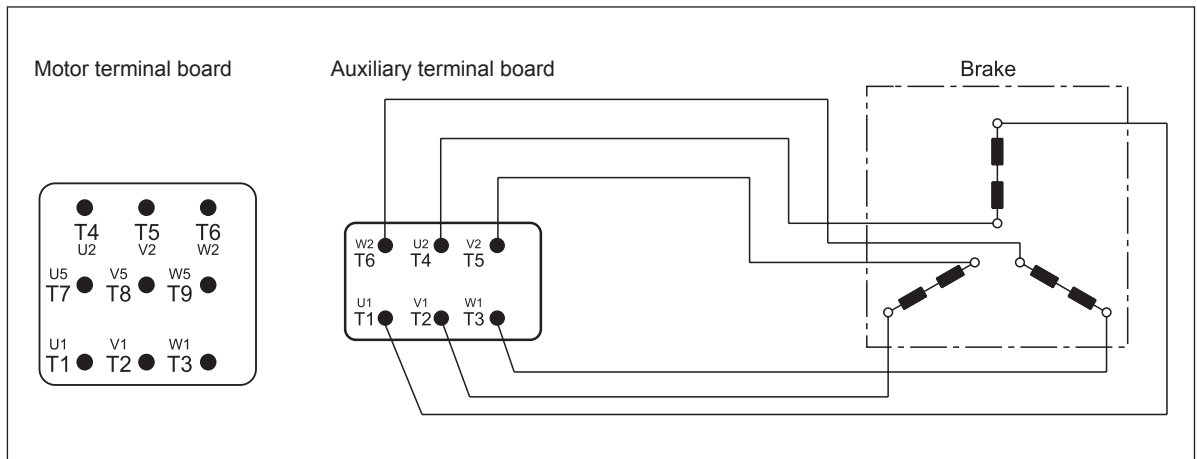 Motor terminal board
Auxiliary terminal board
Brake
T4 T5 T6
U2 V2 W2
U5 V5 W5
T7 T8 T9
U1 V1 W1
T1 T2 T3
W2 U2 V2
T6 T4 T5
U1 V1 W1
T1 T2 T3